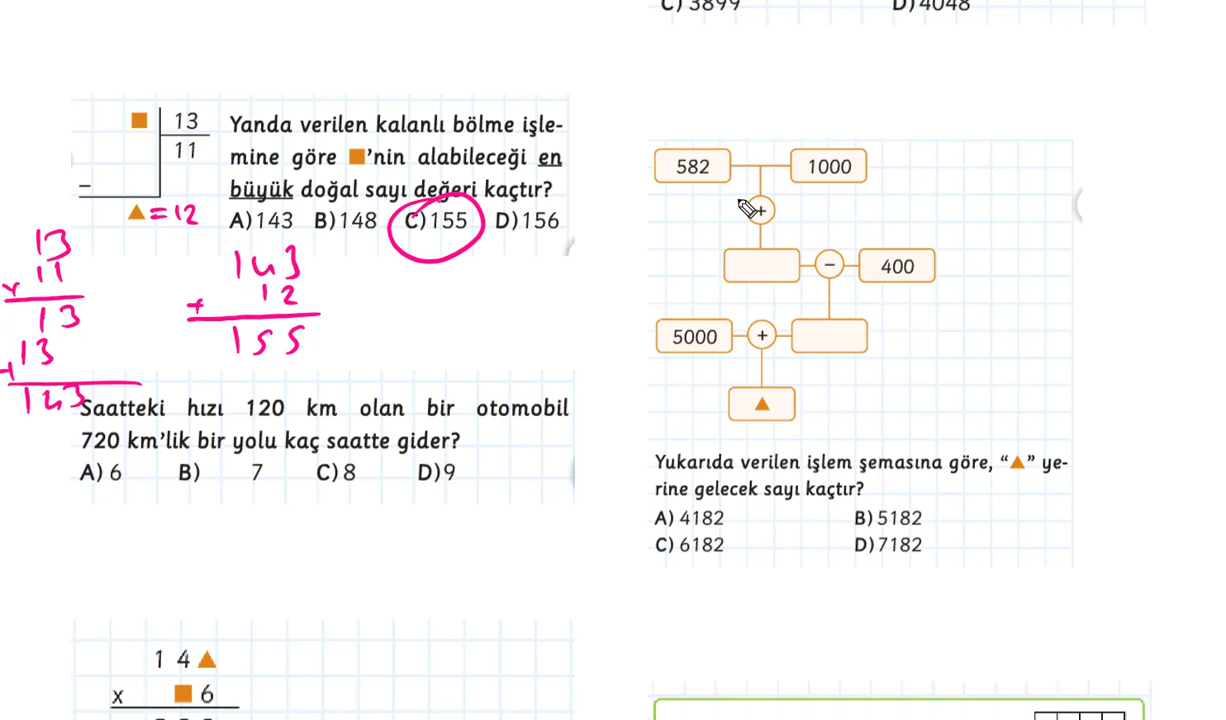 C) 3899 D) 4048
■ 13 Yanda verilen kalanlı bölme işle-
11 mine göre ■'nin alabileceği en
− büyük doğal sayı değeri kaçtır?
▲ = 12 A) 143 B) 148 C) 155 D) 156
13
x 11
13
+ 13
143
143
+ 12
155
Saatteki hızı 120 km olan bir otomobil
720 km'lik bir yolu kaç saatte gider?
A) 6 B) 7 C) 8 D) 9
1 4 ▲
x ■ 6
582 1000
+
− 400
5000 +
▲
Yukarıda verilen işlem şemasına göre, “▲” ye-
rine gelecek sayı kaçtır?
A) 4182 B) 5182
C) 6182 D) 7182